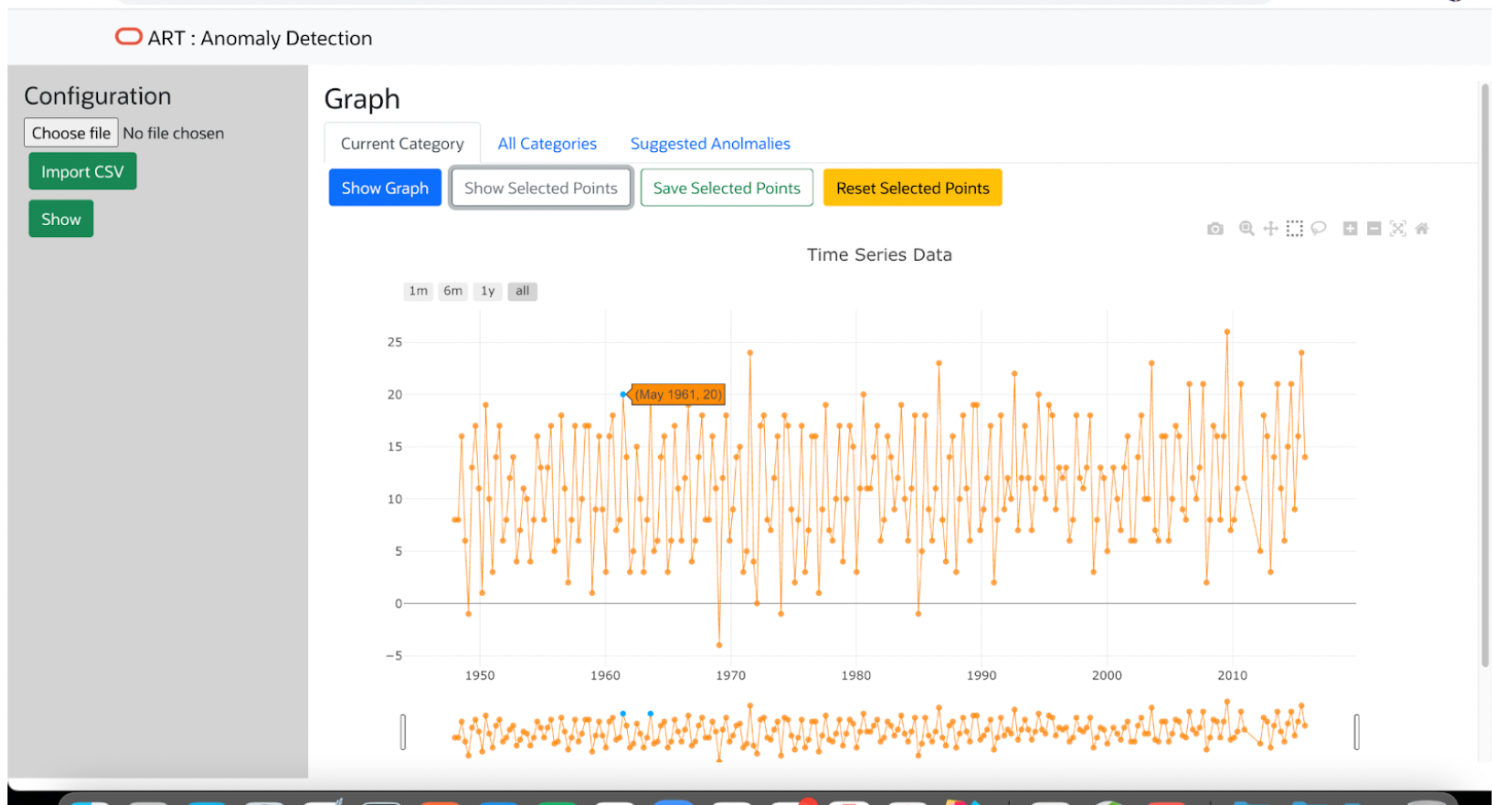 ART : Anomaly Detection
Configuration
Choose file No file chosen
Import CSV
Show
Graph
Current Category All Categories Suggested Anolmalies
Show Graph Show Selected Points Save Selected Points Reset Selected Points
Time Series Data
1m 6m 1y all
25
20
(May 1961, 20)
15
10
5
0
−5
1950 1960 1970 1980 1990 2000 2010